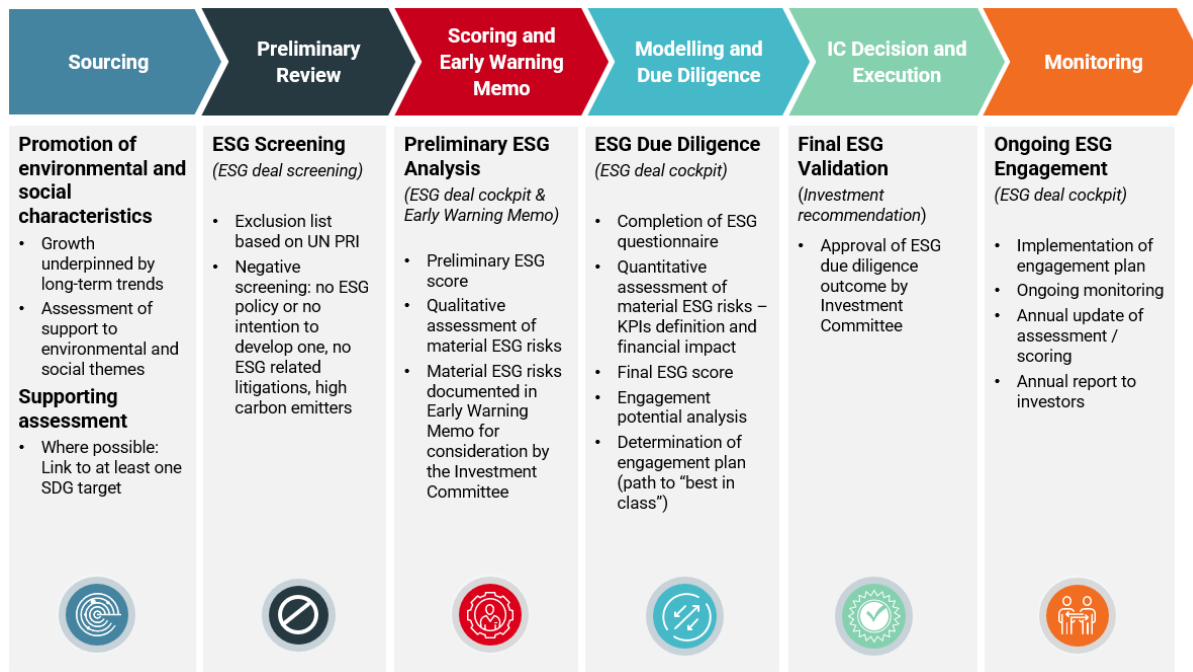 Sourcing
Preliminary
Review
Scoring and
Early Warning
Memo
Modelling and
Due Diligence
IC Decision and
Execution
Monitoring
Promotion of
environmental and
social
characteristics
• Growth
underpinned by
long-term trends
• Assessment of
support to
environmental and
social themes
Supporting
assessment
• Where possible:
Link to at least one
SDG target
ESG Screening
(ESG deal screening)
• Exclusion list
based on UN PRI
• Negative
screening: no ESG
policy or no
intention to
develop one, no
ESG related
litigations, high
carbon emitters
Preliminary ESG
Analysis
(ESG deal cockpit &
Early Warning Memo)
• Preliminary ESG
score
• Qualitative
assessment of
material ESG risks
• Material ESG risks
documented in
Early Warning
Memo for
consideration by
the Investment
Committee
ESG Due Diligence
(ESG deal cockpit)
• Completion of ESG
questionnaire
• Quantitative
assessment of
material ESG risks –
KPIs definition and
financial impact
• Final ESG score
• Engagement
potential analysis
• Determination of
engagement plan
(path to “best in
class”)
Final ESG
Validation
(Investment
recommendation)
• Approval of ESG
due diligence
outcome by
Investment
Committee
Ongoing ESG
Engagement
(ESG deal cockpit)
• Implementation of
engagement plan
• Ongoing monitoring
• Annual update of
assessment /
scoring
• Annual report to
investors